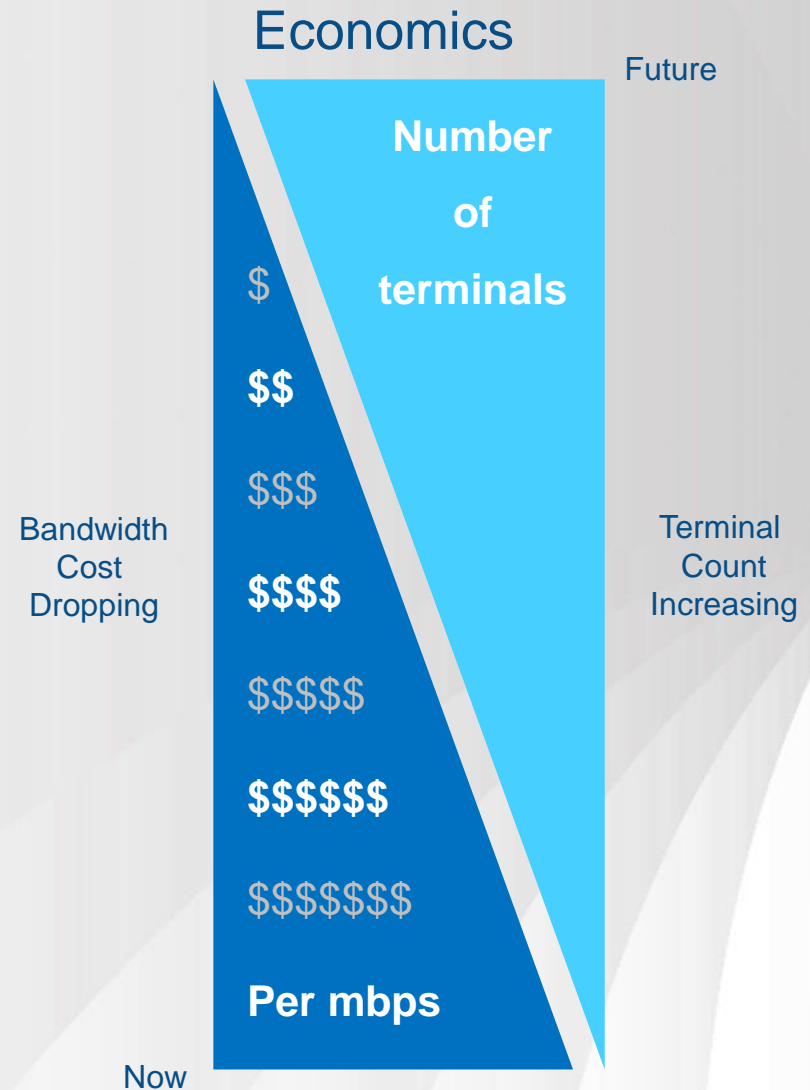 Economics
Future
Number
of
terminals
$
$$
$$$
Bandwidth
Cost
Dropping
$$$$
Terminal
Count
Increasing
$$$$$
$$$$$$
$$$$$$$
Per mbps
Now